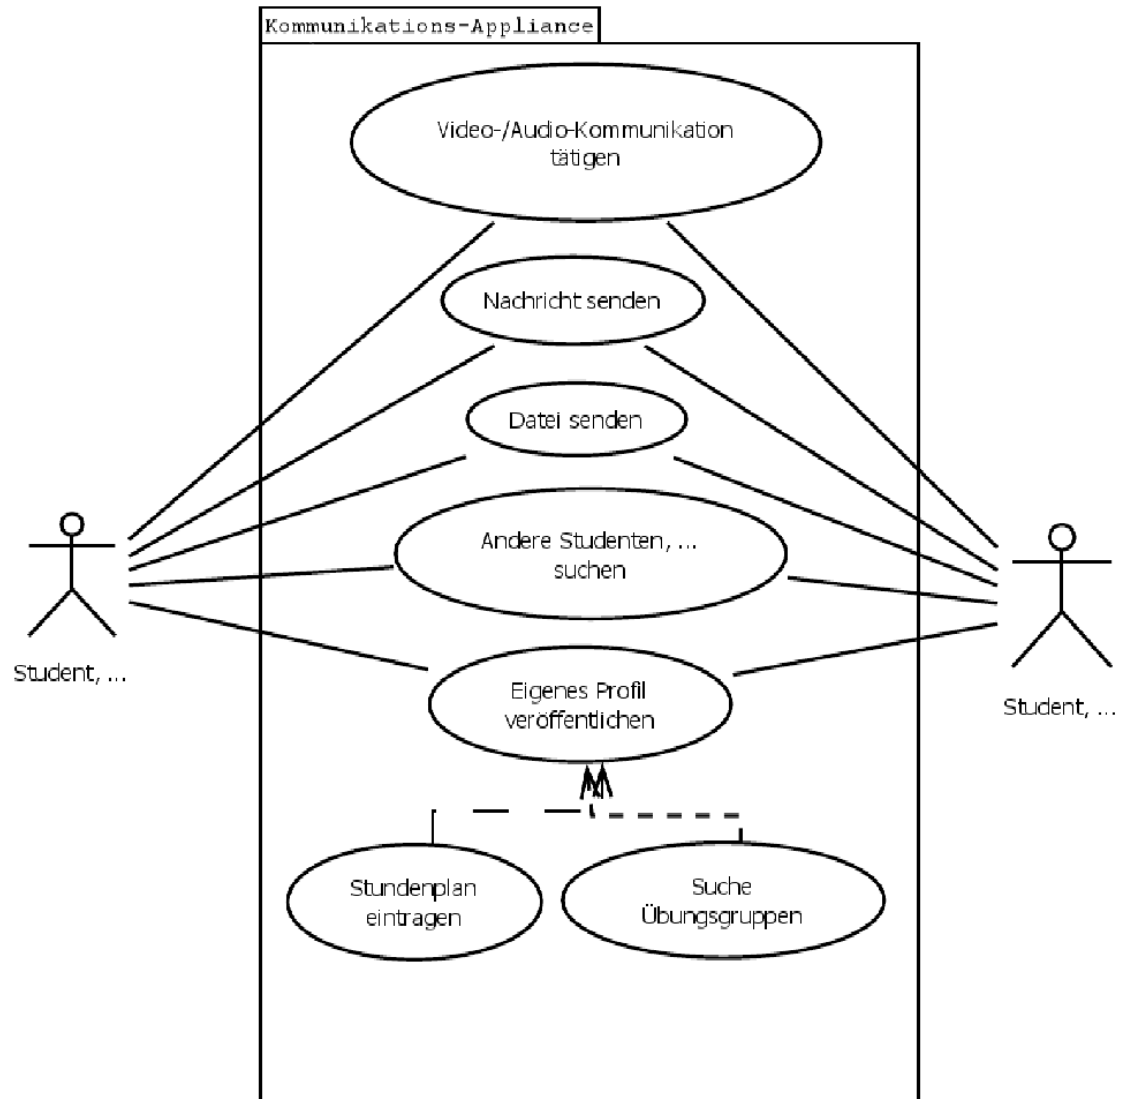 Kommunikations-Appliance
Video-/Audio-Kommunikation
tätigen
Nachricht senden
Datei senden
Andere Studenten, ...
suchen
Student, ...
Eigenes Profil
veröffentlichen
Student, ...
Stundenplan
eintragen
Suche
Übungsgruppen